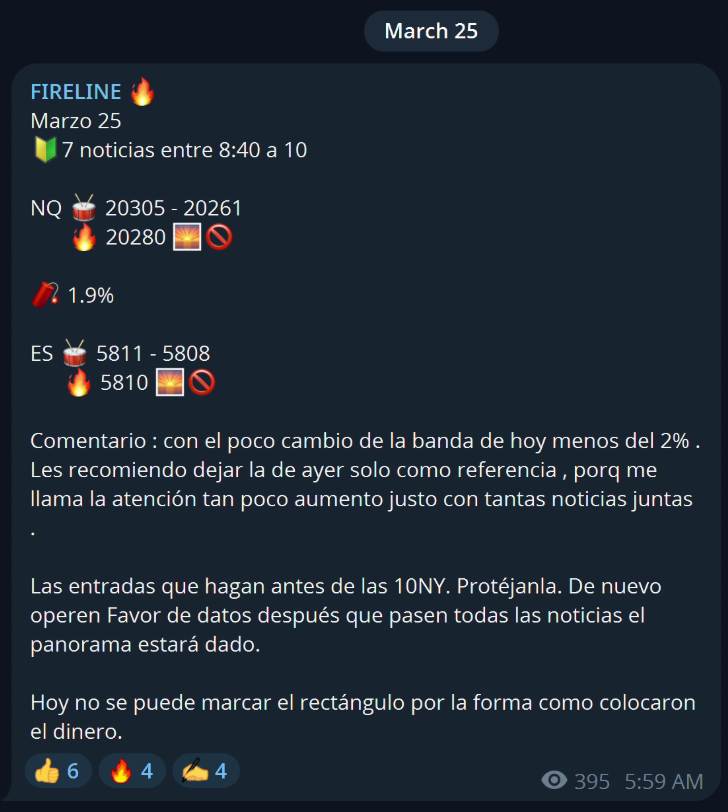 March 25
FIRELINE 🔥
Marzo 25
🔰7 noticias entre 8:40 a 10
NQ 🥁 20305 - 20261
🔥 20280 🌅🚫
🧨 1.9%
ES 🥁 5811 - 5808
🔥 5810 🌅🚫
Comentario : con el poco cambio de la banda de hoy menos del 2% .
Les recomiendo dejar la de ayer solo como referencia , porq me
llama la atención tan poco aumento justo con tantas noticias juntas
.
Las entradas que hagan antes de las 10NY. Protéjanla. De nuevo
operen Favor de datos después que pasen todas las noticias el
panorama estará dado.
Hoy no se puede marcar el rectángulo por la forma como colocaron
el dinero.
👍 6 🔥 4 ✍️ 4 395 5:59 AM